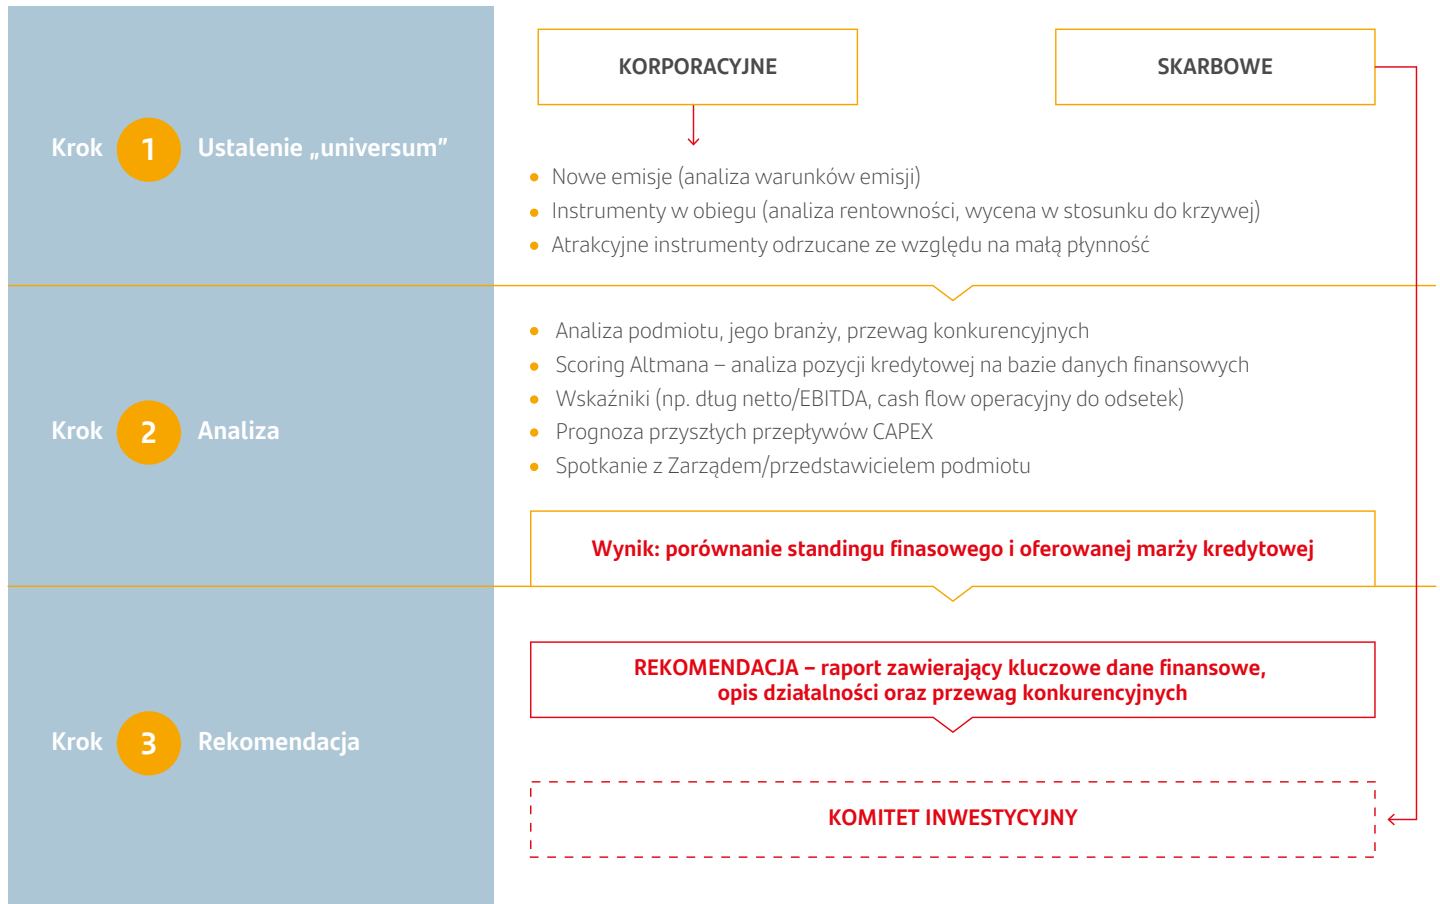 KORPORACYJNE
SKARBOWE
Krok 1 Ustalenie „universum”
Nowe emisje (analiza warunków emisji)
Instrumenty w obiegu (analiza rentowności, wycena w stosunku do krzywej)
Atrakcyjne instrumenty odrzucane ze względu na małą płynność
Krok 2 Analiza
Analiza podmiotu, jego branży, przewag konkurencyjnych
Scoring Altmana – analiza pozycji kredytowej na bazie danych finansowych
Wskaźniki (np. dług netto/EBITDA, cash flow operacyjny do odsetek)
Prognoza przyszłych przepływów CAPEX
Spotkanie z Zarządem/przedstawicielem podmiotu
Wynik: porównanie standingu finasowego i oferowanej marży kredytowej
Krok 3 Rekomendacja
REKOMENDACJA – raport zawierający kluczowe dane finansowe,
opis działalności oraz przewag konkurencyjnych
KOMITET INWESTYCYJNY